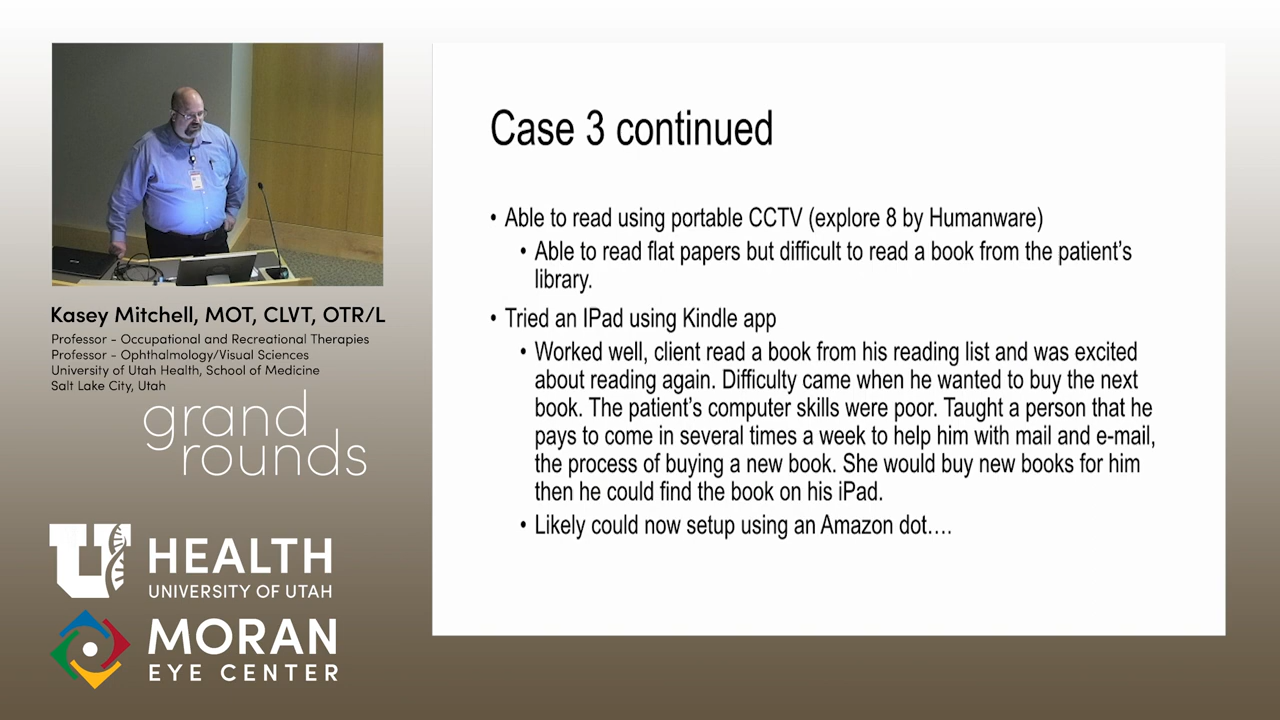 Kasey Mitchell, MOT, CLVT, OTR/L
Professor - Occupational and Recreational Therapies
Professor - Ophthalmology/Visual Sciences
University of Utah Health, School of Medicine
Salt Lake City, Utah
grand
rounds
U
HEALTH
UNIVERSITY OF UTAH
MORAN
EYE CENTER
Case 3 continued
• Able to read using portable CCTV (explore 8 by Humanware)
• Able to read flat papers but difficult to read a book from the patient’s
library.
• Tried an IPad using Kindle app
• Worked well, client read a book from his reading list and was excited
about reading again. Difficulty came when he wanted to buy the next
book. The patient’s computer skills were poor. Taught a person that he
pays to come in several times a week to help him with mail and e-mail,
the process of buying a new book. She would buy new books for him
then he could find the book on his iPad.
• Likely could now setup using an Amazon dot….